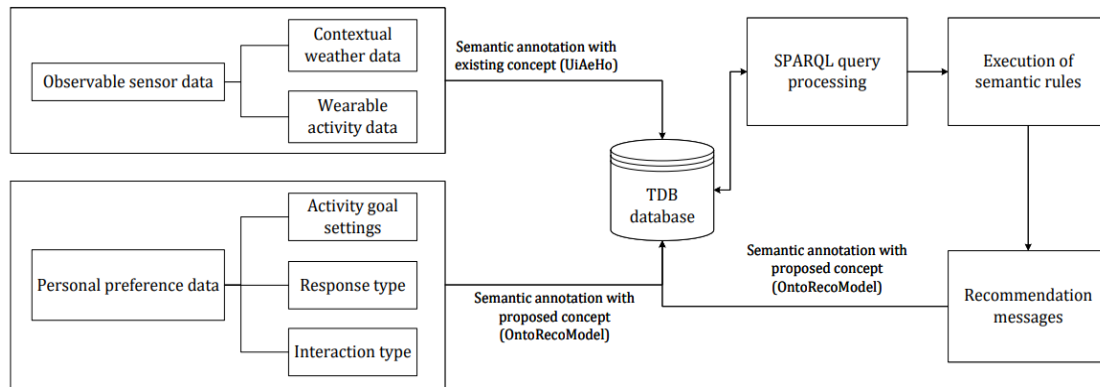 Observable sensor data
Contextual
weather data
Wearable
activity data
Semantic annotation with
existing concept (UiAeHo)
Personal preference data
Activity goal
settings
Response type
Interaction type
Semantic annotation with
proposed concept
(OntoRecoModel)
TDB
database
SPARQL query
processing
Execution of
semantic rules
Semantic annotation with
proposed concept
(OntoRecoModel)
Recommendation
messages